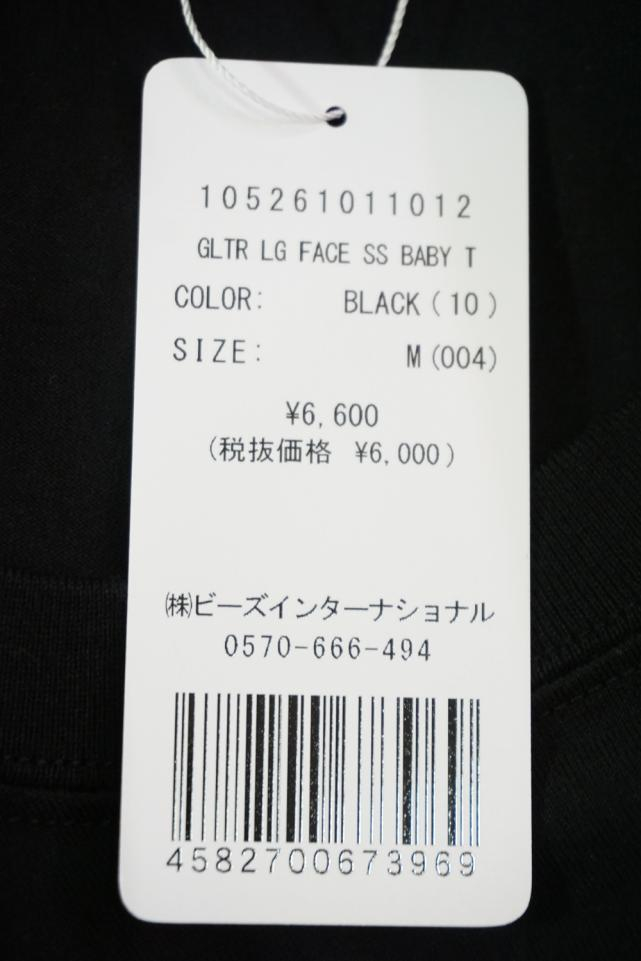 105261011012
GLTR LG FACE SS BABY T
COLOR: BLACK(10)
SIZE: M(004)
¥6,600
(税抜価格 ¥6,000)
㈱ビーズインターナショナル
0570-666-494
4582700673969